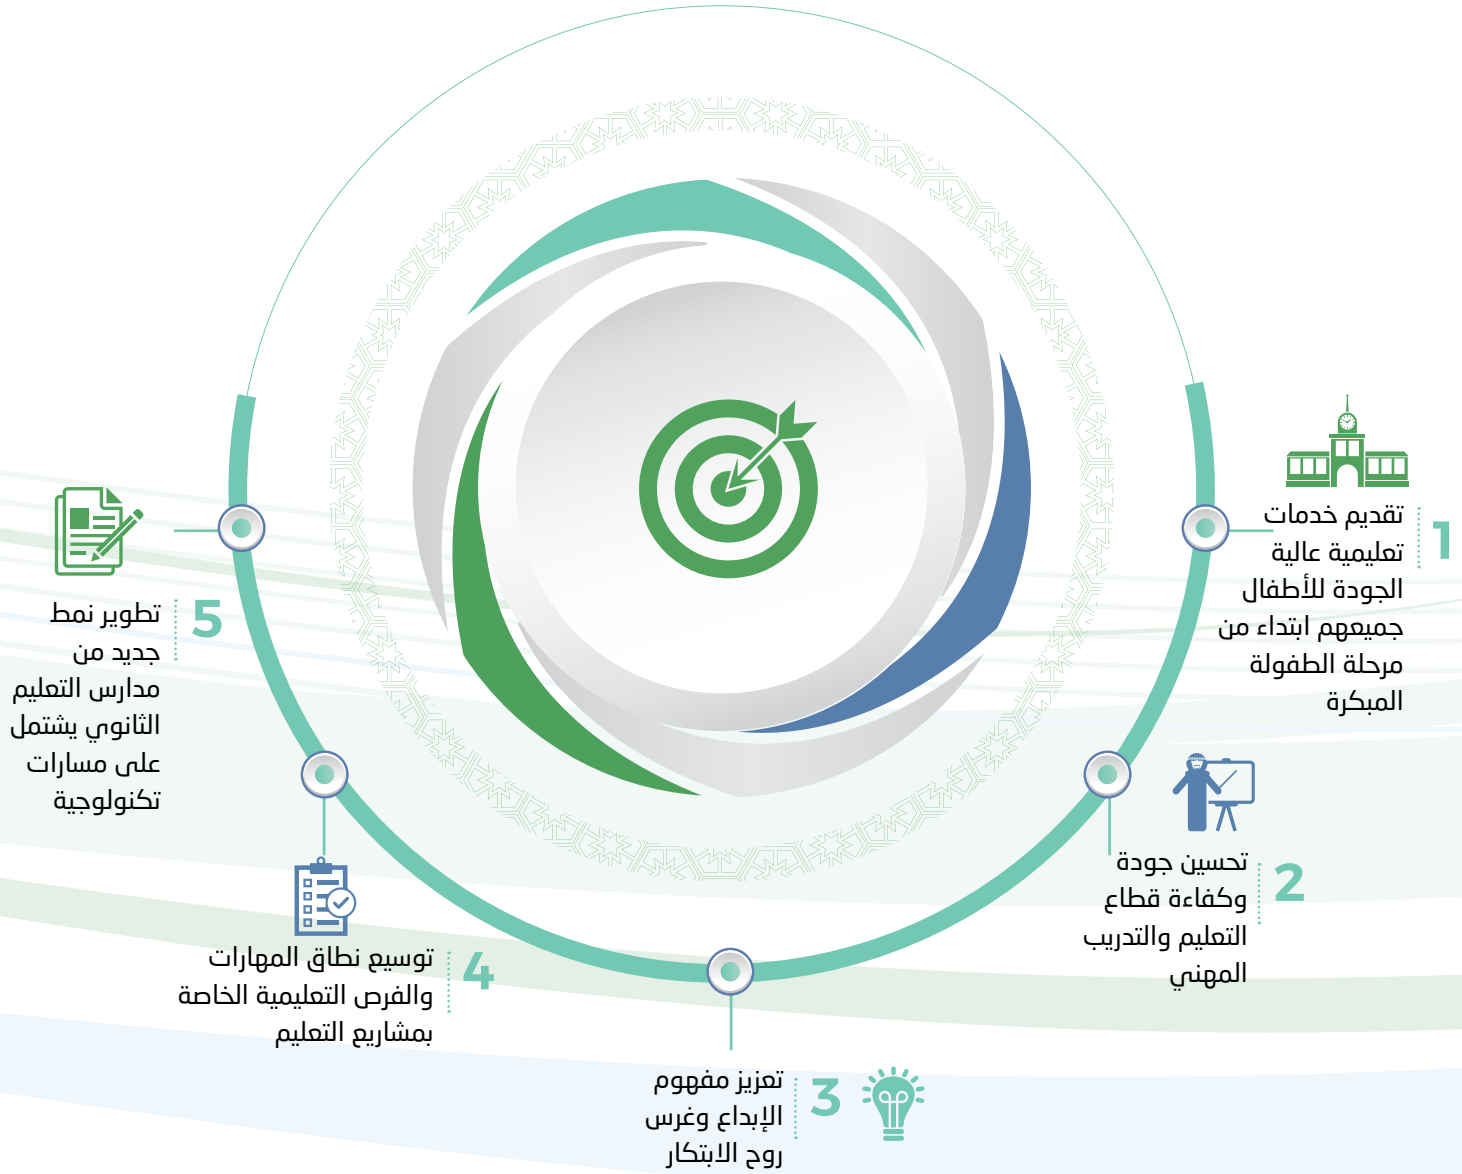 1
تقديم خدمات
تعليمية عالية
الجودة للأطفال
جميعهم ابتداء من
مرحلة الطفولة
المبكرة
2
تحسين جودة
وكفاءة قطاع
التعليم والتدريب
المهني
3
تعزيز مفهوم
الإبداع وغرس
روح الابتكار
4
توسيع نطاق المهارات
والفرص التعليمية الخاصة
بمشاريع التعليم
5
تطوير نمط
جديد من
مدارس التعليم
الثانوي يشتمل
على مسارات
تكنولوجية